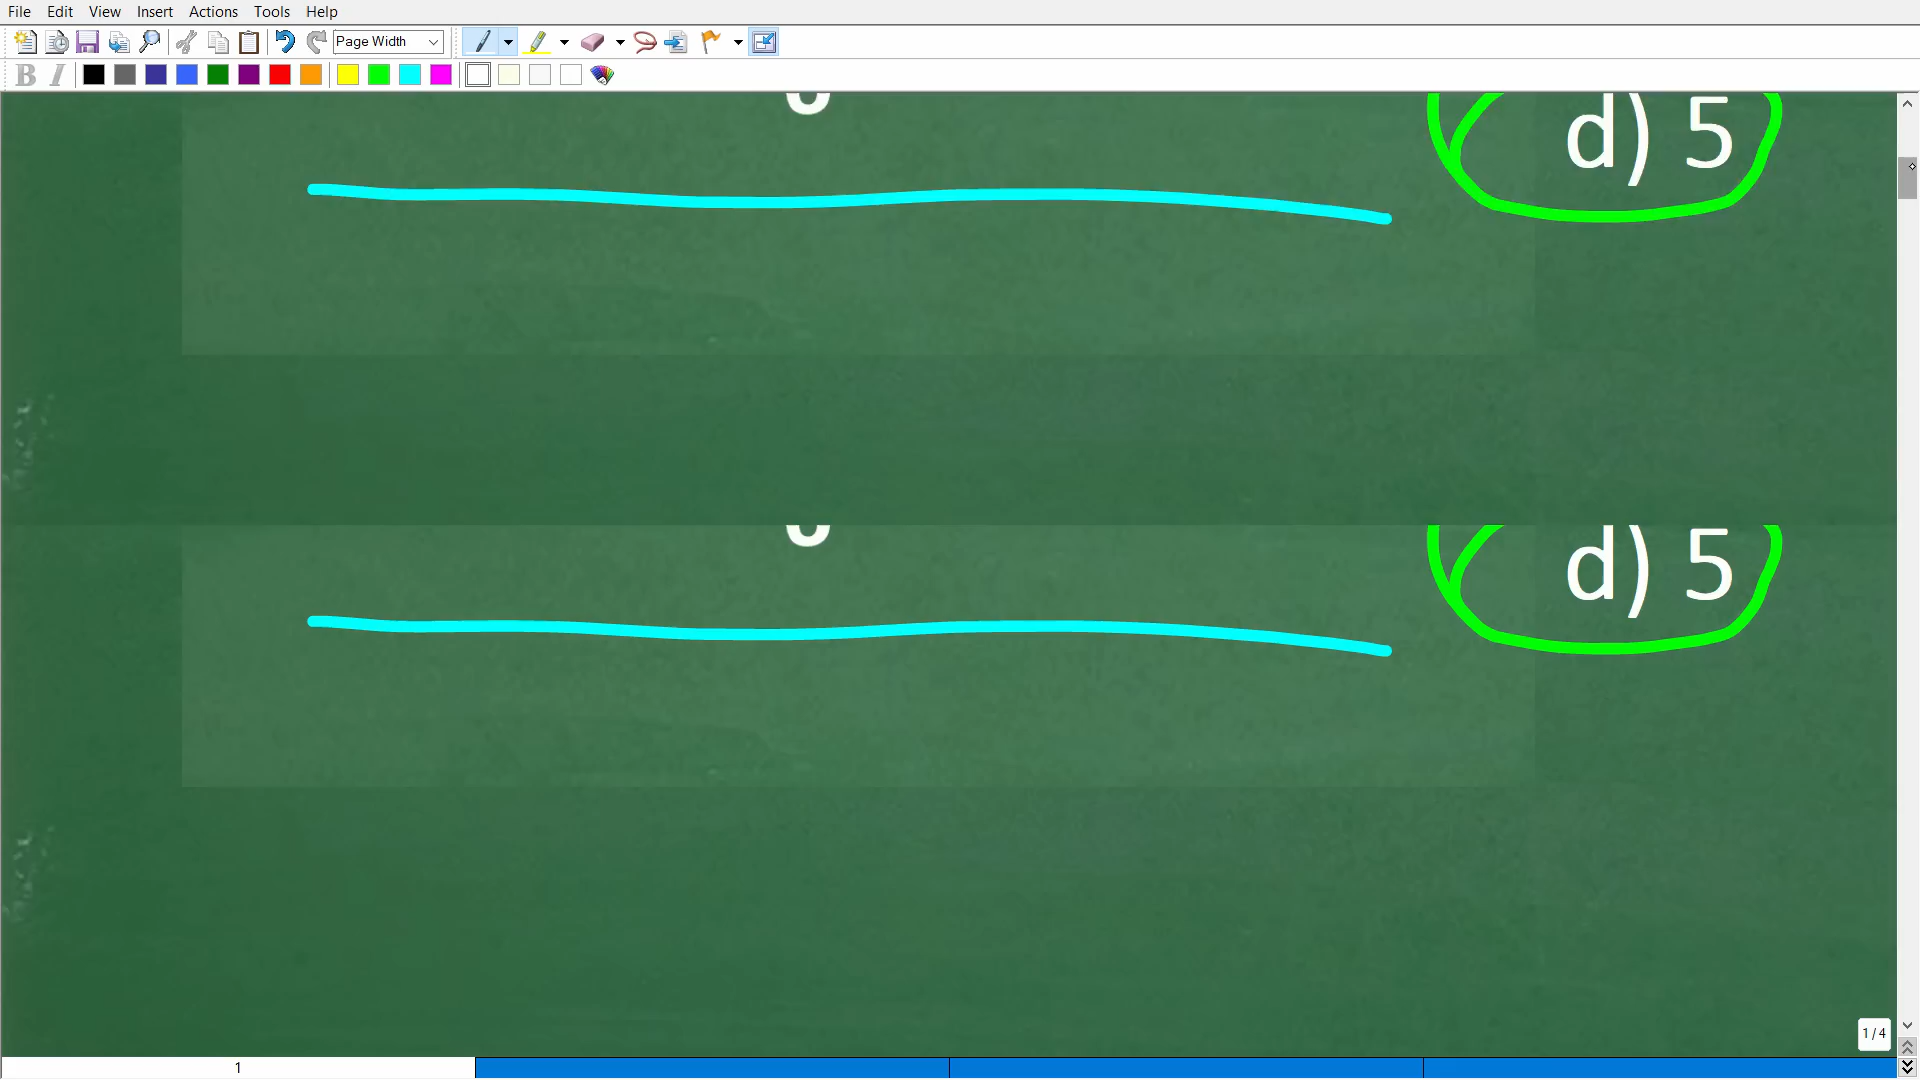 File Edit View Insert Actions Tools Help
Page Width
B I
d) 5
d) 5
1 / 4
1